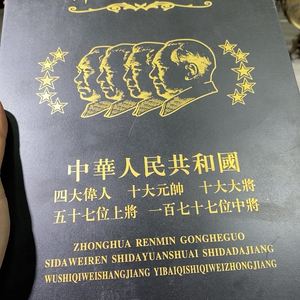 中華人民共和國
四大偉人 十大元帥 十大大將
五十七位上將 一百七十七位中將
ZHONGHUA RENMIN GONGHEGUO
SIDAWEIREN SHIDAYUANSHUAI SHIDADAJIANG
WUSHIQIWEISHANGJIANG YIBAIQISHIQIWEIZHONGJIANG